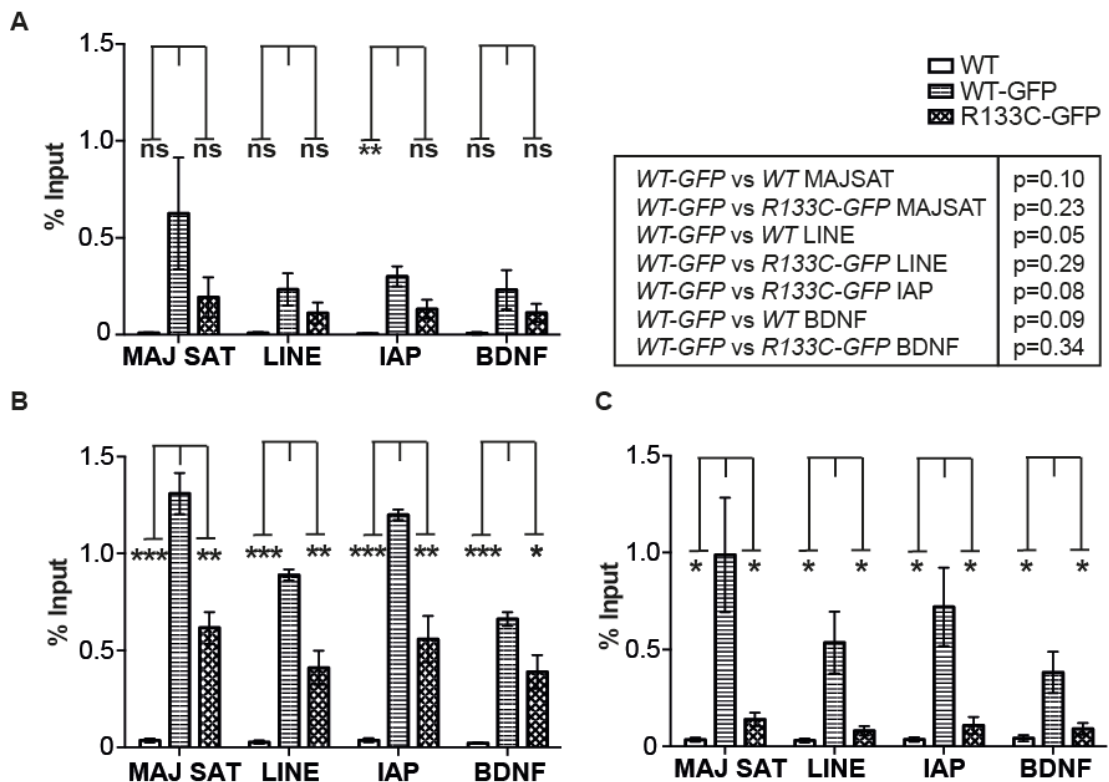 A
1.5
1.0
0.5
0
% Input
ns ns ns ns ** ns ns ns
MAJ SAT LINE IAP BDNF
WT
WT-GFP
R133C-GFP
WT-GFP vs WT MAJSAT p=0.10
WT-GFP vs R133C-GFP MAJSAT p=0.23
WT-GFP vs WT LINE p=0.05
WT-GFP vs R133C-GFP LINE p=0.29
WT-GFP vs R133C-GFP IAP p=0.08
WT-GFP vs WT BDNF p=0.09
WT-GFP vs R133C-GFP BDNF p=0.34
B
1.5
1.0
0.5
0
% Input
*** ** *** ** *** ** *** *
MAJ SAT LINE IAP BDNF
C
1.5
1.0
0.5
0
% Input
* * * * * * * *
MAJ SAT LINE IAP BDNF